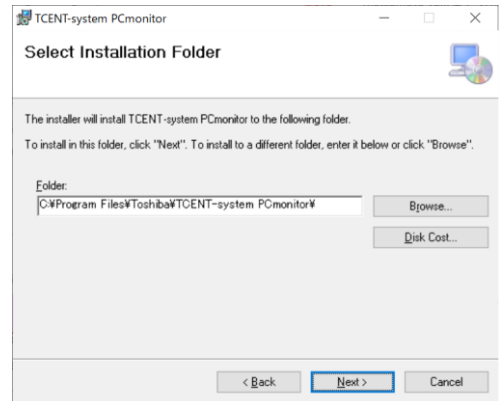 TCENT-system PCmonitor
Select Installation Folder
The installer will install TCENT-system PCmonitor to the following folder.
To install in this folder, click "Next". To install to a different folder, enter it below or click "Browse".
Folder:
C:¥Program Files¥Toshiba¥TCENT-system PCmonitor¥
Browse...
Disk Cost...
< Back
Next >
Cancel